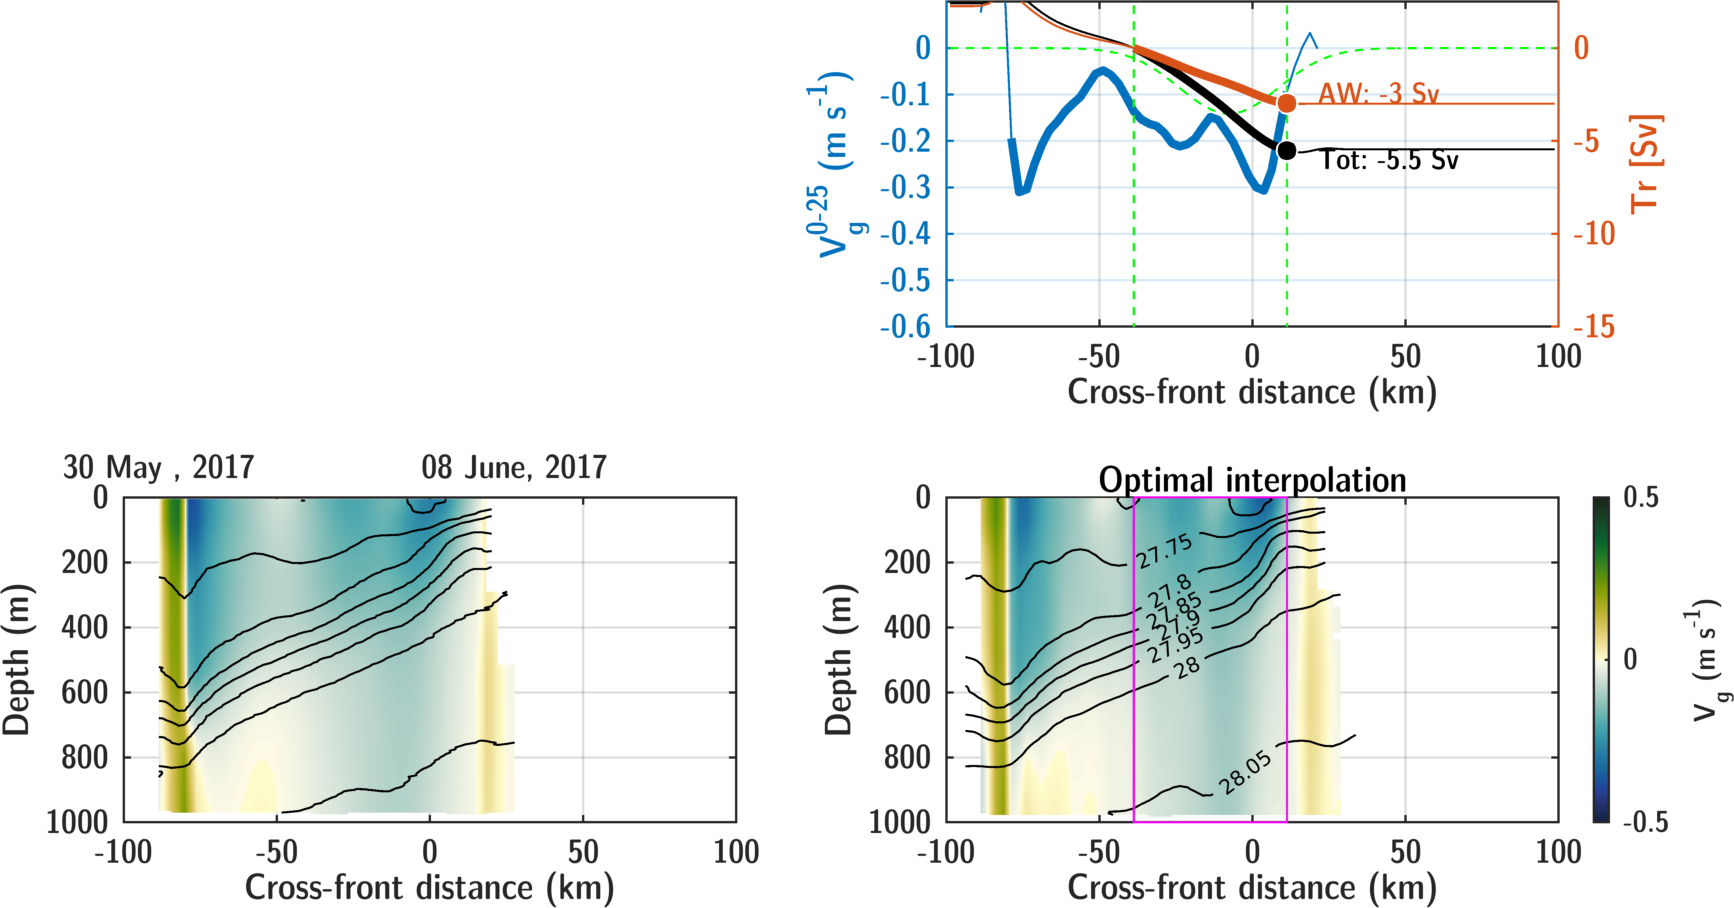 0
-0.1
-0.2
-0.3
-0.4
-0.5
-0.6
V_g^0-25 (m s^-1)
0
-5
-10
-15
Tr [Sv]
AW: -3 Sv
Tot: -5.5 Sv
-100 -50 0 50 100
Cross-front distance (km)
30 May , 2017 08 June, 2017
0
200
400
600
800
1000
Depth (m)
-100 -50 0 50 100
Cross-front distance (km)
Optimal interpolation
0
200
400
600
800
1000
Depth (m)
27.75
27.8
27.85
27.9
27.95
28
28.05
-100 -50 0 50 100
Cross-front distance (km)
0.5
0
-0.5
V_g (m s^-1)